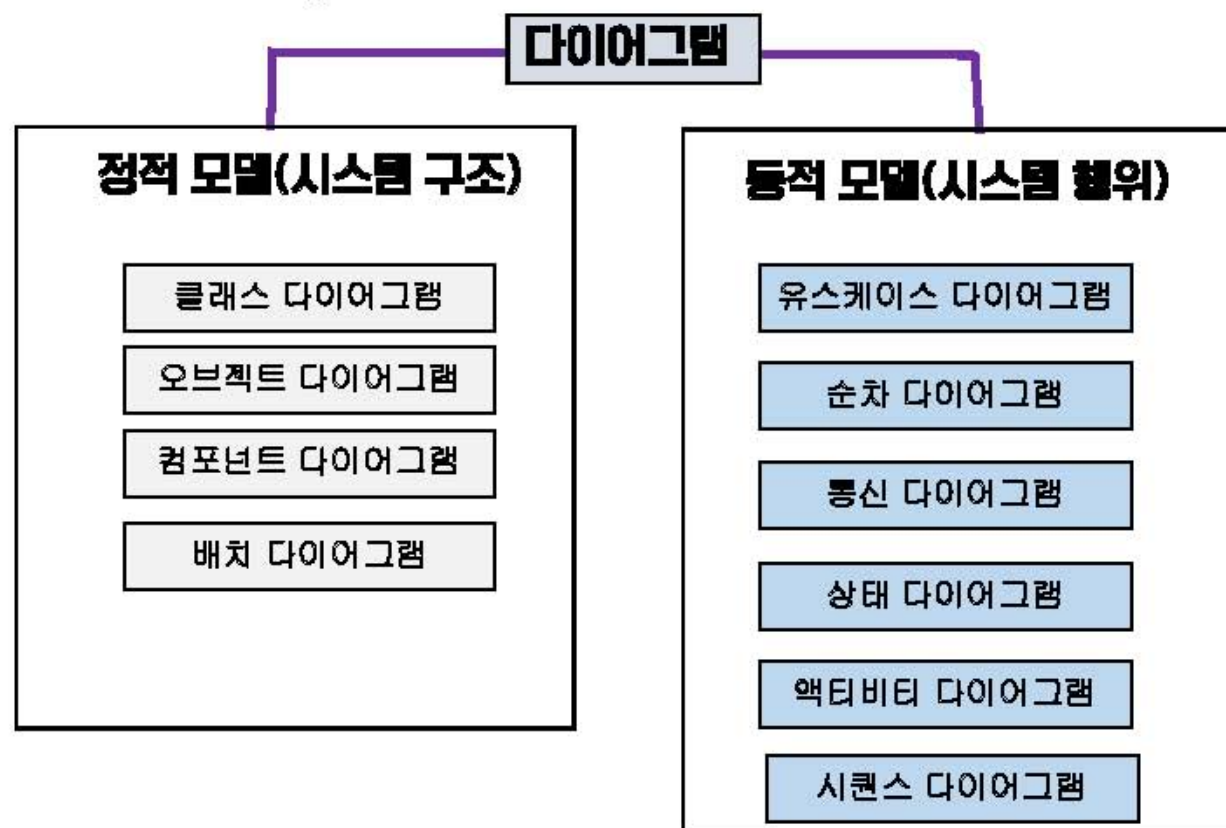 다이어그램
정적 모델(시스템 구조)
클래스 다이어그램
오브젝트 다이어그램
컴포넌트 다이어그램
배치 다이어그램
동적 모델(시스템 행위)
유스케이스 다이어그램
순차 다이어그램
통신 다이어그램
상태 다이어그램
액티비티 다이어그램
시퀀스 다이어그램